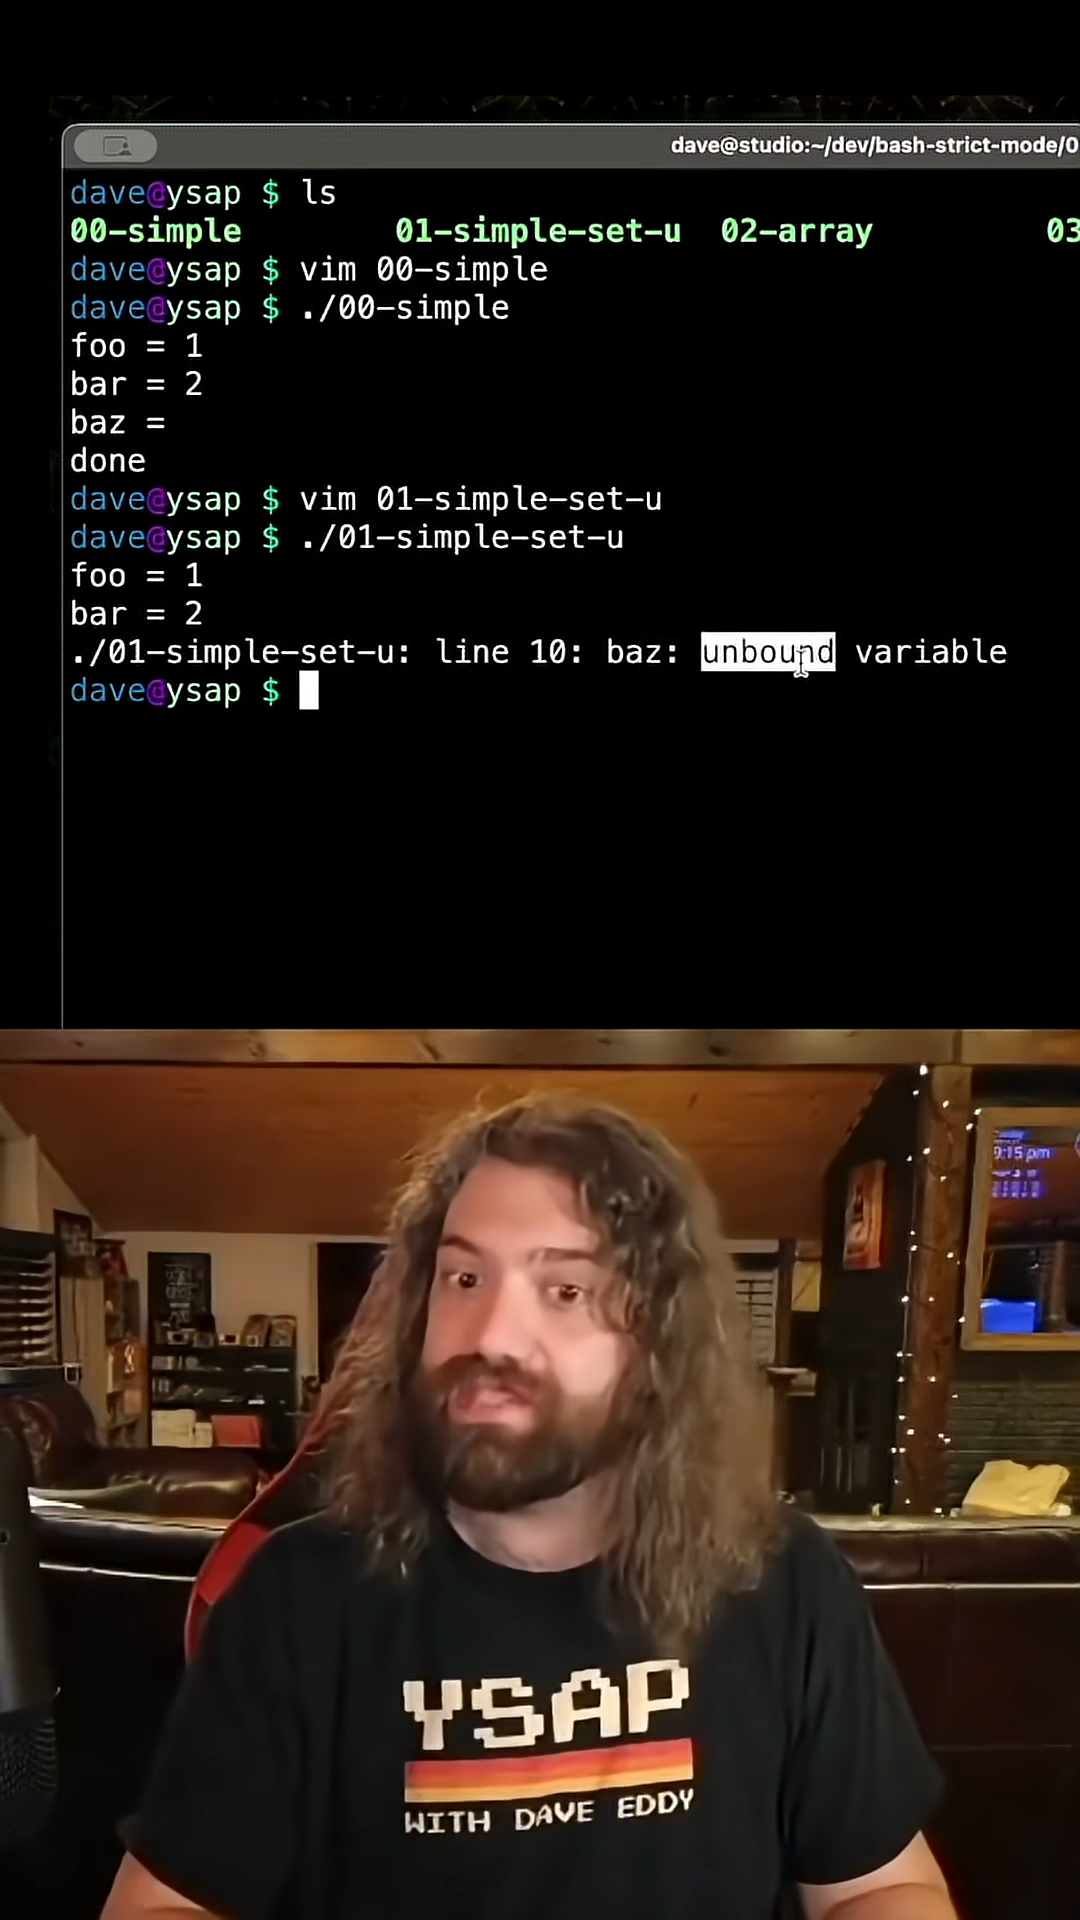 dave@studio:~/dev/bash-strict-mode/0
dave@ysap $ ls
00-simple 01-simple-set-u 02-array 03
dave@ysap $ vim 00-simple
dave@ysap $ ./00-simple
foo = 1
bar = 2
baz =
done
dave@ysap $ vim 01-simple-set-u
dave@ysap $ ./01-simple-set-u
foo = 1
bar = 2
./01-simple-set-u: line 10: baz: unbound variable
dave@ysap $
9:15 pm
YSAP
WITH DAVE EDDY